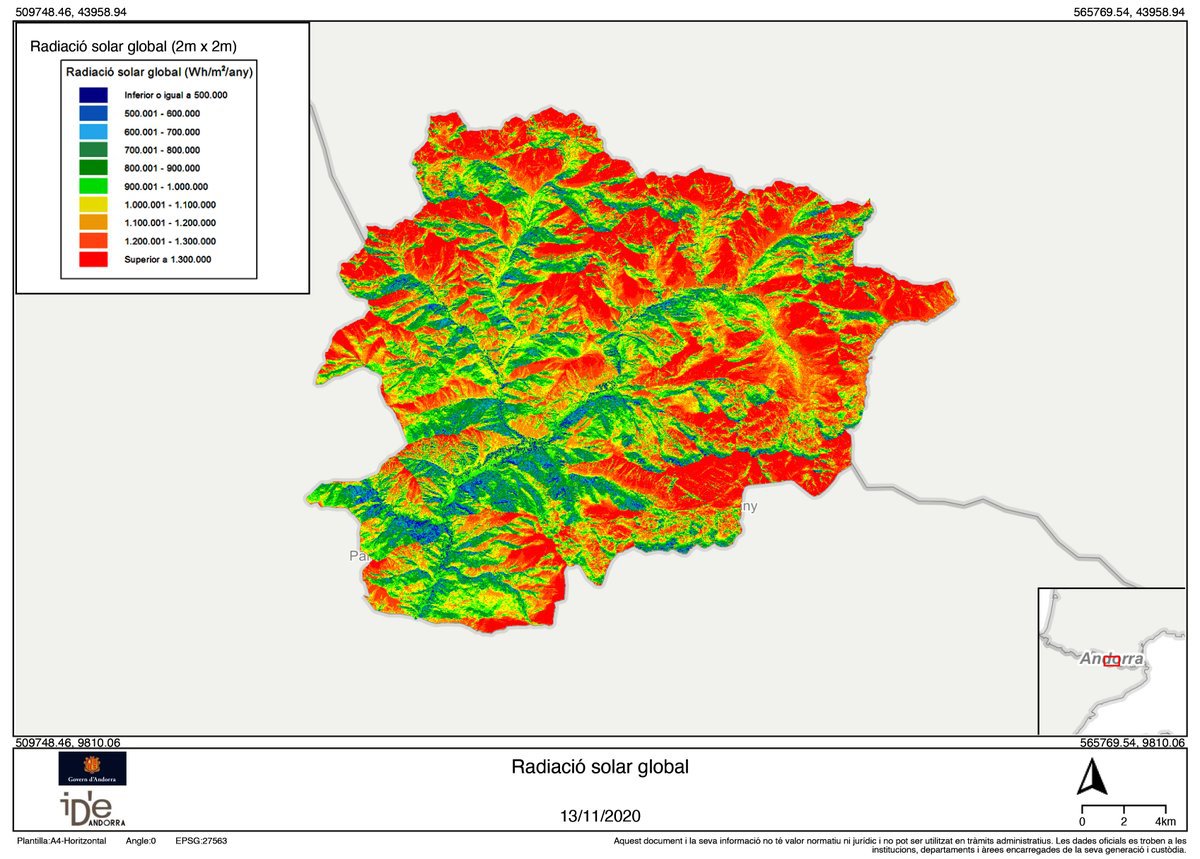 509748.46, 43958.94
565769.54, 43958.94
Radiació solar global (2m x 2m)
Radiació solar global (Wh/m²/any)
Inferior o igual a 500.000
500.001 - 600.000
600.001 - 700.000
700.001 - 800.000
800.001 - 900.000
900.001 - 1.000.000
1.000.001 - 1.100.000
1.100.001 - 1.200.000
1.200.001 - 1.300.000
Superior a 1.300.000
ny
Pa
Andorra
509748.46, 9810.06
565769.54, 9810.06
Govern d'Andorra
iD'e
ANDORRA
Radiació solar global
13/11/2020
0 2 4km
Plantilla:A4-Horitzontal Angle:0 EPSG:27563
Aquest document i la seva informació no té valor normatiu ni jurídic i no pot ser utilitzat en tràmits administratius. Les dades oficials es troben a les
institucions, departaments i àrees encarregades de la seva generació i custòdia.